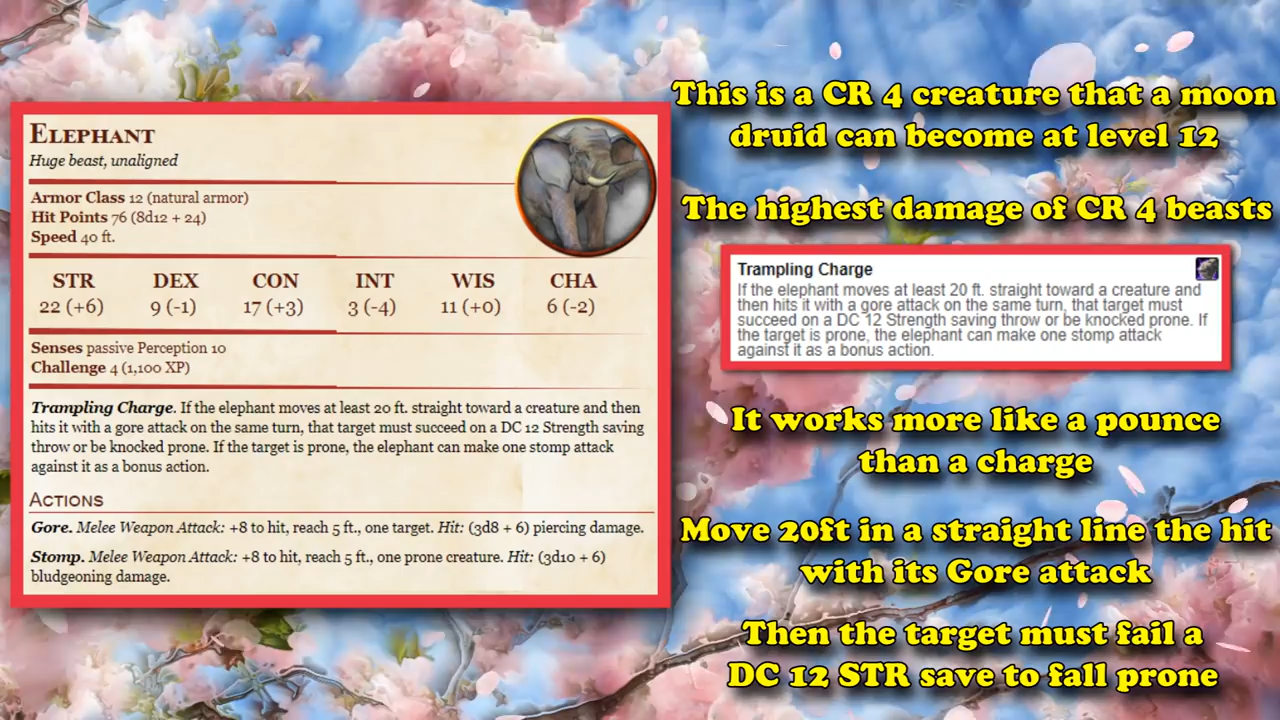 ELEPHANT
Huge beast, unaligned
Armor Class 12 (natural armor)
Hit Points 76 (8d12 + 24)
Speed 40 ft.
STR DEX CON INT WIS CHA
22 (+6) 9 (-1) 17 (+3) 3 (-4) 11 (+0) 6 (-2)
Senses passive Perception 10
Challenge 4 (1,100 XP)
Trampling Charge. If the elephant moves at least 20 ft. straight toward a creature and then
hits it with a gore attack on the same turn, that target must succeed on a DC 12 Strength saving
throw or be knocked prone. If the target is prone, the elephant can make one stomp attack
against it as a bonus action.
ACTIONS
Gore. Melee Weapon Attack: +8 to hit, reach 5 ft., one target. Hit: (3d8 + 6) piercing damage.
Stomp. Melee Weapon Attack: +8 to hit, reach 5 ft., one prone creature. Hit: (3d10 + 6)
bludgeoning damage.
This is a CR 4 creature that a moon
druid can become at level 12
The highest damage of CR 4 beasts
Trampling Charge
If the elephant moves at least 20 ft. straight toward a creature and
then hits it with a gore attack on the same turn, that target must
succeed on a DC 12 Strength saving throw or be knocked prone. If
the target is prone, the elephant can make one stomp attack
against it as a bonus action.
It works more like a pounce
than a charge
Move 20ft in a straight line the hit
with its Gore attack
Then the target must fail a
DC 12 STR save to fall prone